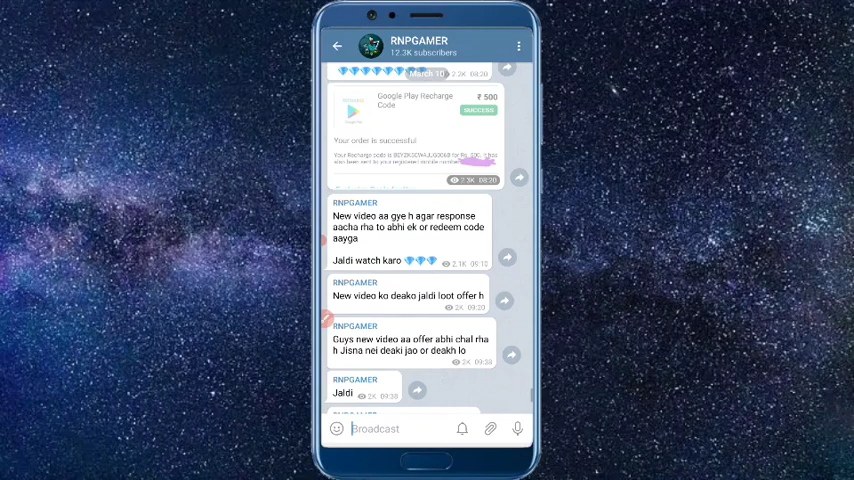 RNPGAMER
12.3K subscribers
March 10
2.2K 08:20
Google Play Recharge
Code
₹ 500
SUCCESS
Your order is successful
2.3K 08:20
RNPGAMER
New video aa gye h agar response
aacha rha to abhi ek or redeem code
aayga
Jaldi watch karo
2.1K 09:10
RNPGAMER
New video ko deako jaldi loot offer h
2K 09:20
RNPGAMER
Guys new video aa offer abhi chal rha
h Jisna nei deaki jao or deakh lo
2K 09:38
RNPGAMER
Jaldi
2K 09:38
Broadcast